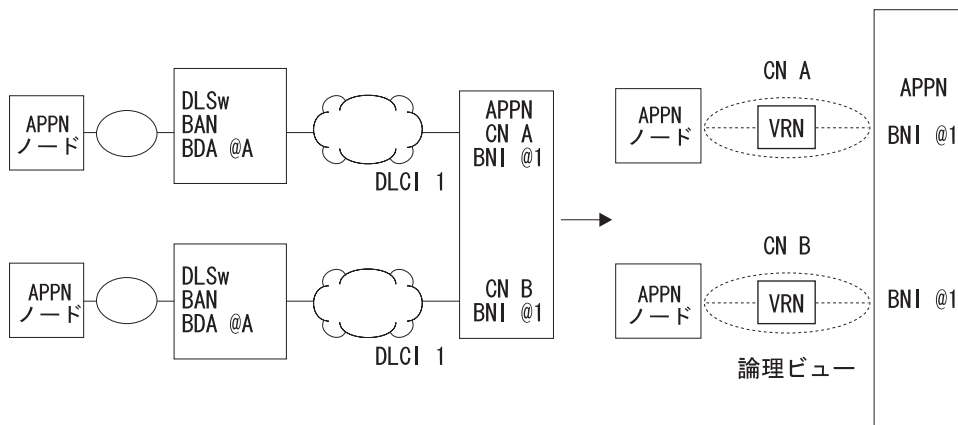 APPN
ノード
DLSw
BAN
BDA @A
DLCI 1
APPN
CN A
BNI @1
APPN
ノード
DLSw
BAN
BDA @A
DLCI 1
CN B
BNI @1
CN A
APPN
ノード
VRN
APPN
BNI @1
CN B
APPN
ノード
VRN
BNI @1
論理ビュー